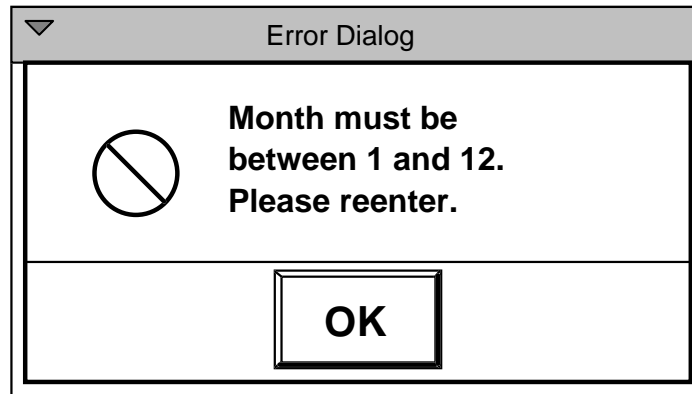 Error Dialog
Month must be
between 1 and 12.
Please reenter.
OK